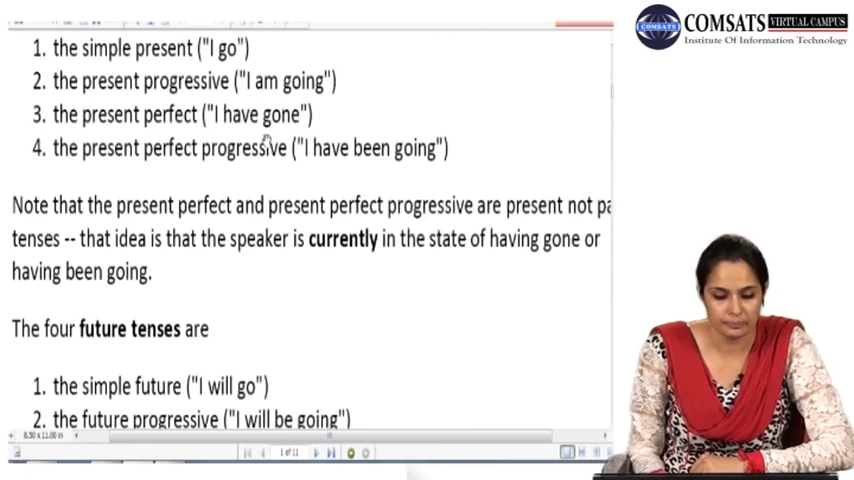 COMSATS VIRTUAL CAMPUS
Institute Of Information Technology
1. the simple present ("I go")
2. the present progressive ("I am going")
3. the present perfect ("I have gone")
4. the present perfect progressive ("I have been going")
Note that the present perfect and present perfect progressive are present not pa
tenses -- that idea is that the speaker is currently in the state of having gone or
having been going.
The four future tenses are
1. the simple future ("I will go")
2. the future progressive ("I will be going")
8.50 x 11.00 in
1 of 11